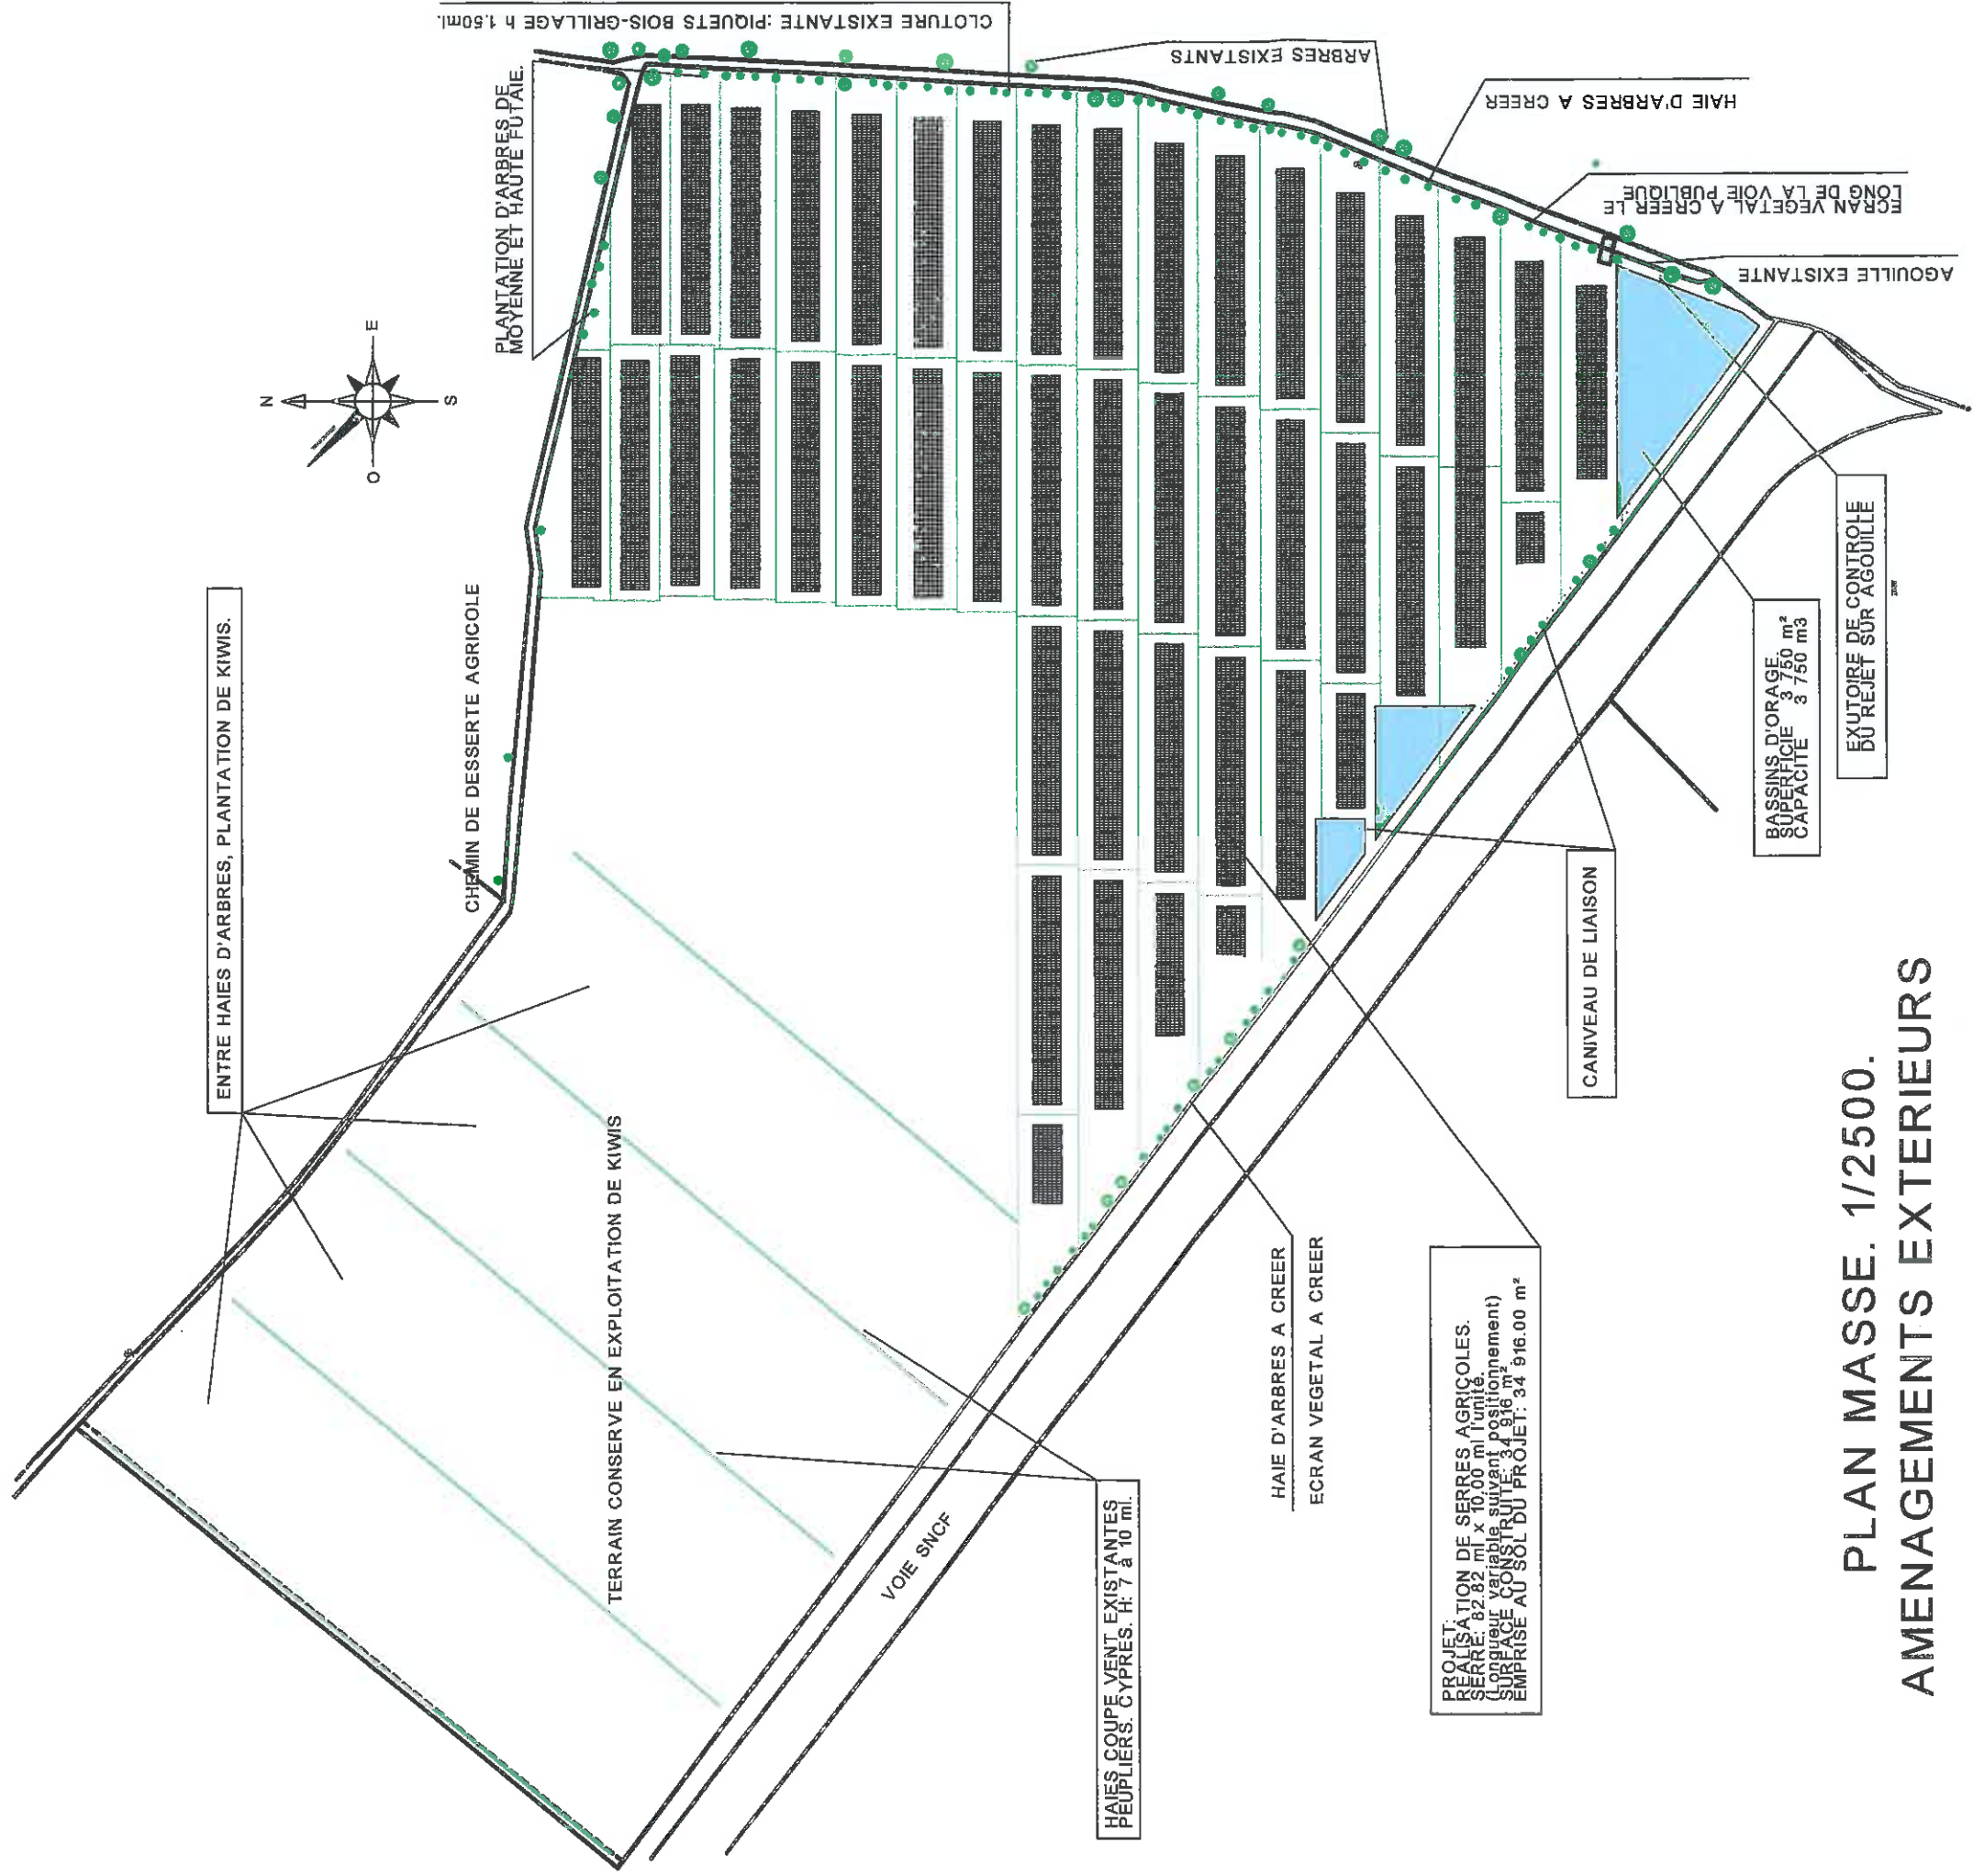 CLOTURE EXISTANTE :PIQUETS BOIS-GRILLAGE h 1.50ml.
PLANTATION D'ARBRES DE
MOYENNE ET HAUTE FUTAIE.
ARBRES EXISTANTS
HAIE D'ARBRES A CREER
ECRAN VEGETAL A CREER LE
LONG DE LA VOIE PUBLIQUE
AGOUILLE EXISTANTE
N
E
S
O
ENTRE HAIES D'ARBRES, PLANTATION DE KIWIS.
CHEMIN DE DESSERTE AGRICOLE
TERRAIN CONSERVE EN EXPLOITATION DE KIWIS
VOIE SNCF
HAIES COUPE VENT EXISTANTES
PEUPLIERS. CYPRES. H: 7 à 10 ml.
HAIE D'ARBRES A CREER
ECRAN VEGETAL A CREER
PROJET:
REALISATION DE SERRES AGRICOLES.
SERRE: 82.82 ml x 10,00 ml l'unité.
(Longueur variable suivant positionnement)
SURFACE CONSTRUITE: 34 916 m²
EMPRISE AU SOL DU PROJET: 34 916.00 m²
CANIVEAU DE LIAISON
BASSINS D'ORAGE.
SUPERFICIE 3 750 m²
CAPACITE 3 750 m3
EXUTOIRE DE CONTROLE
DU REJET SUR AGOUILLE
PLAN MASSE. 1/2500.
AMENAGEMENTS EXTERIEURS